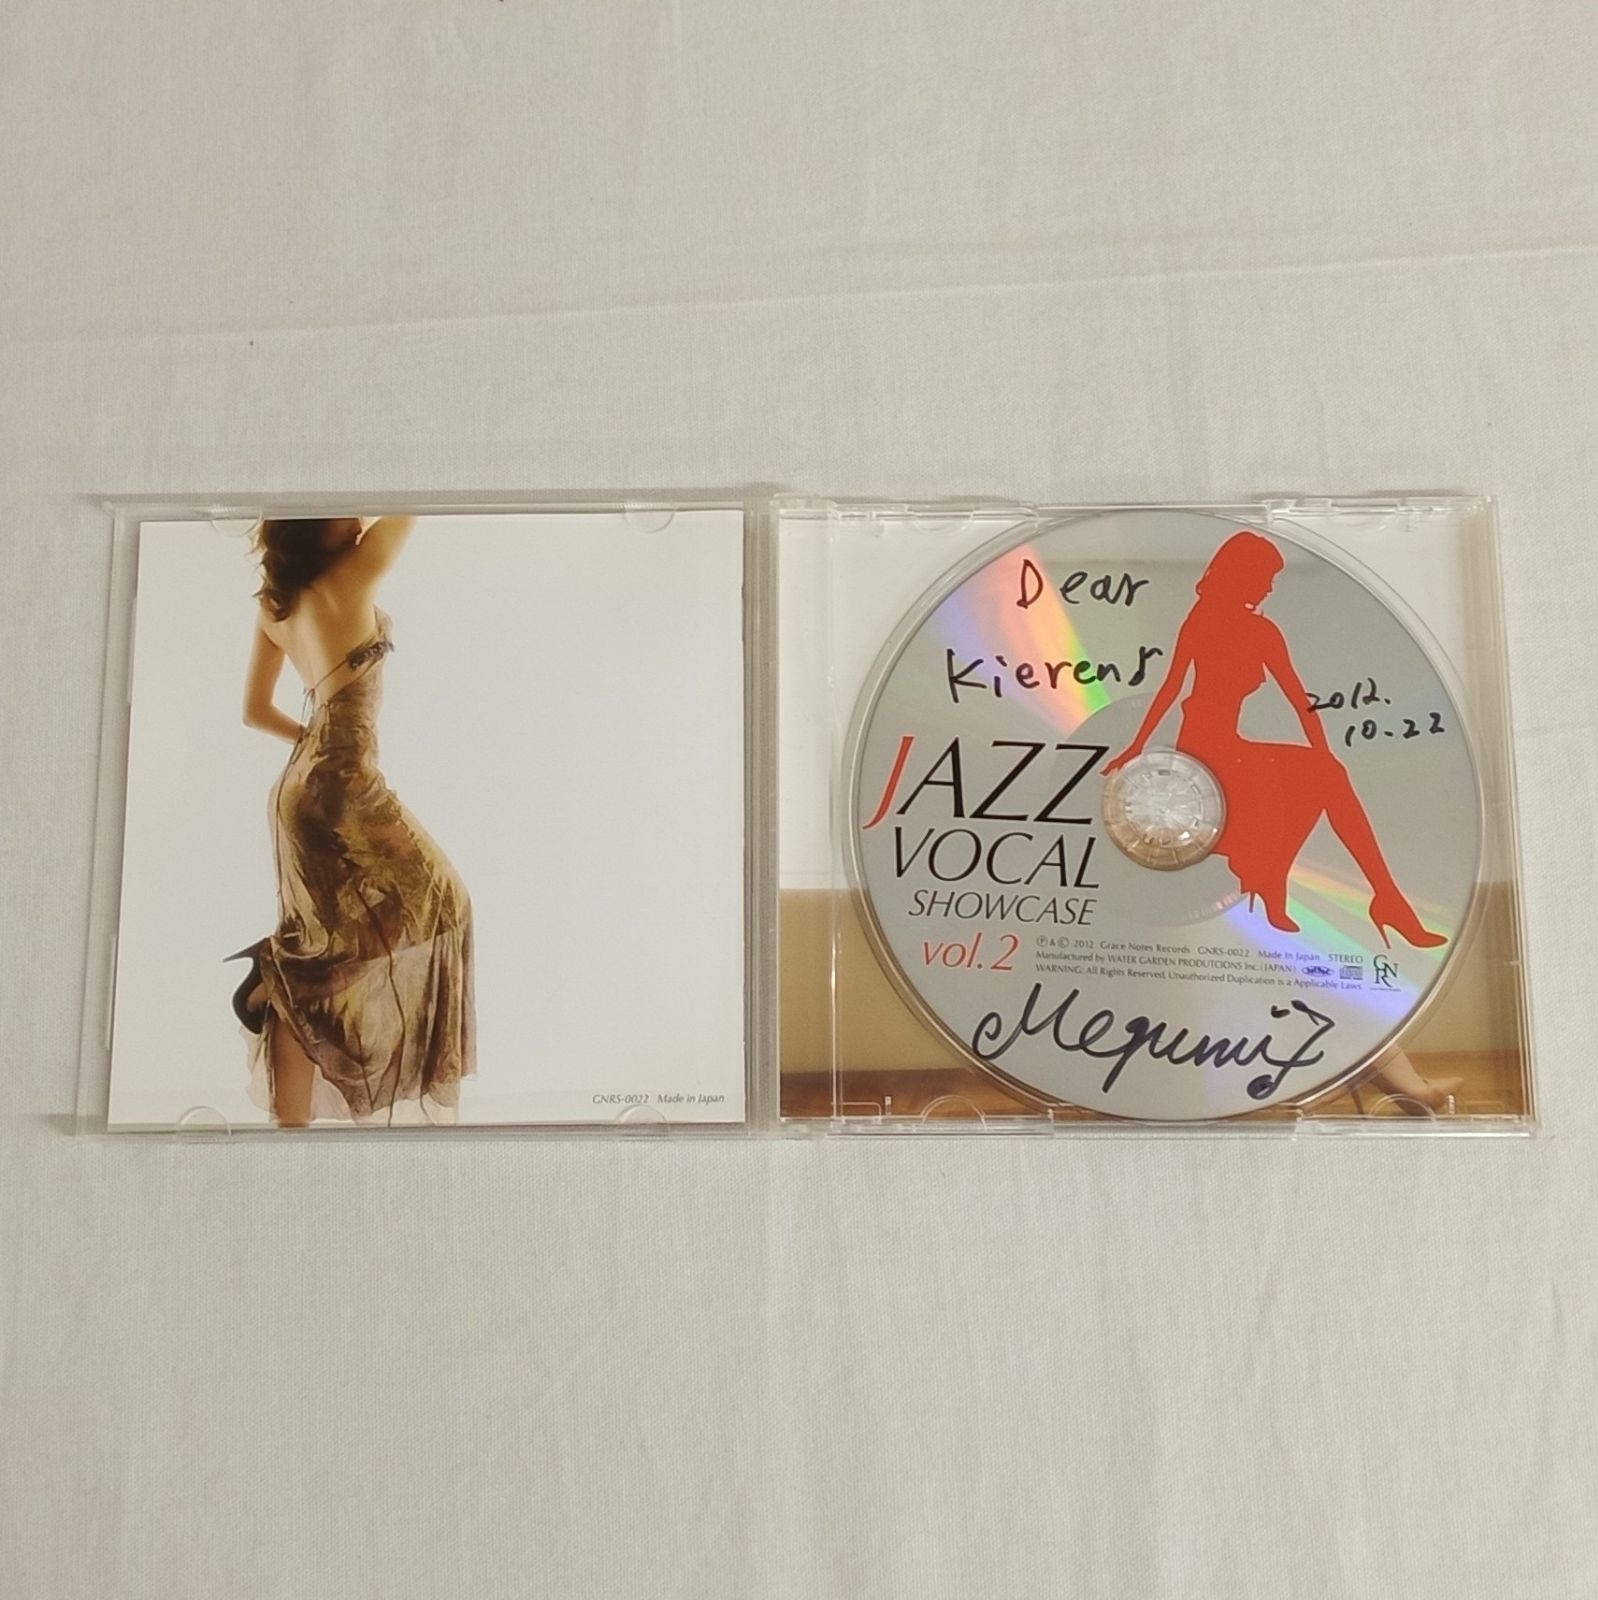 GNRS-0022 Made in Japan
Dear
Kieren
2012.
10.22
JAZZ
VOCAL
SHOWCASE
vol.2
℗&© 2012 Grace Notes Records GNRS-0022 Made In Japan STEREO
Manufactured by WATER GARDEN PRODUTCIONS Inc.(JAPAN)
WARNING: All Rights Reserved, Unauthorized Duplication is a Applicable Laws.
GNR
Megumi